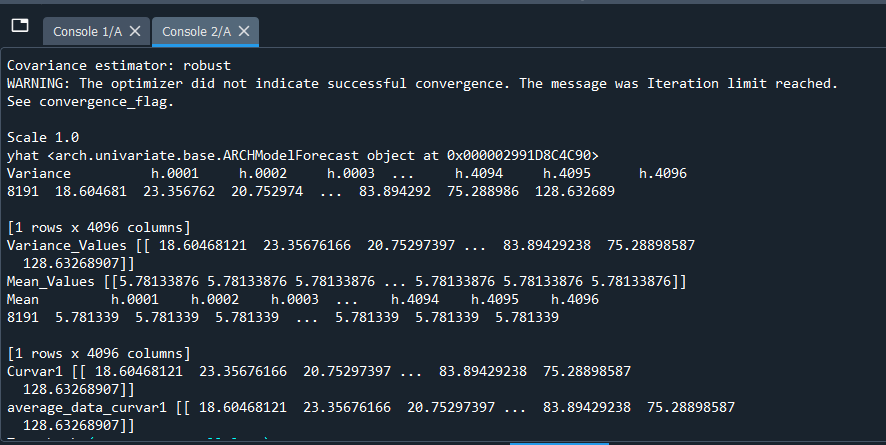 Console 1/A ✕ Console 2/A ✕
Covariance estimator: robust
WARNING: The optimizer did not indicate successful convergence. The message was Iteration limit reached.
See convergence_flag.
Scale 1.0
yhat <arch.univariate.base.ARCHModelForecast object at 0x000002991D8C4C90>
Variance h.0001 h.0002 h.0003 ... h.4094 h.4095 h.4096
8191 18.604681 23.356762 20.752974 ... 83.894292 75.288986 128.632689
[1 rows x 4096 columns]
Variance_Values [[ 18.60468121 23.35676166 20.75297397 ... 83.89429238 75.28898587
128.63268907]]
Mean_Values [[5.78133876 5.78133876 5.78133876 ... 5.78133876 5.78133876 5.78133876]]
Mean h.0001 h.0002 h.0003 ... h.4094 h.4095 h.4096
8191 5.781339 5.781339 5.781339 ... 5.781339 5.781339 5.781339
[1 rows x 4096 columns]
Curvar1 [[ 18.60468121 23.35676166 20.75297397 ... 83.89429238 75.28898587
128.63268907]]
average_data_curvar1 [[ 18.60468121 23.35676166 20.75297397 ... 83.89429238 75.28898587
128.63268907]]